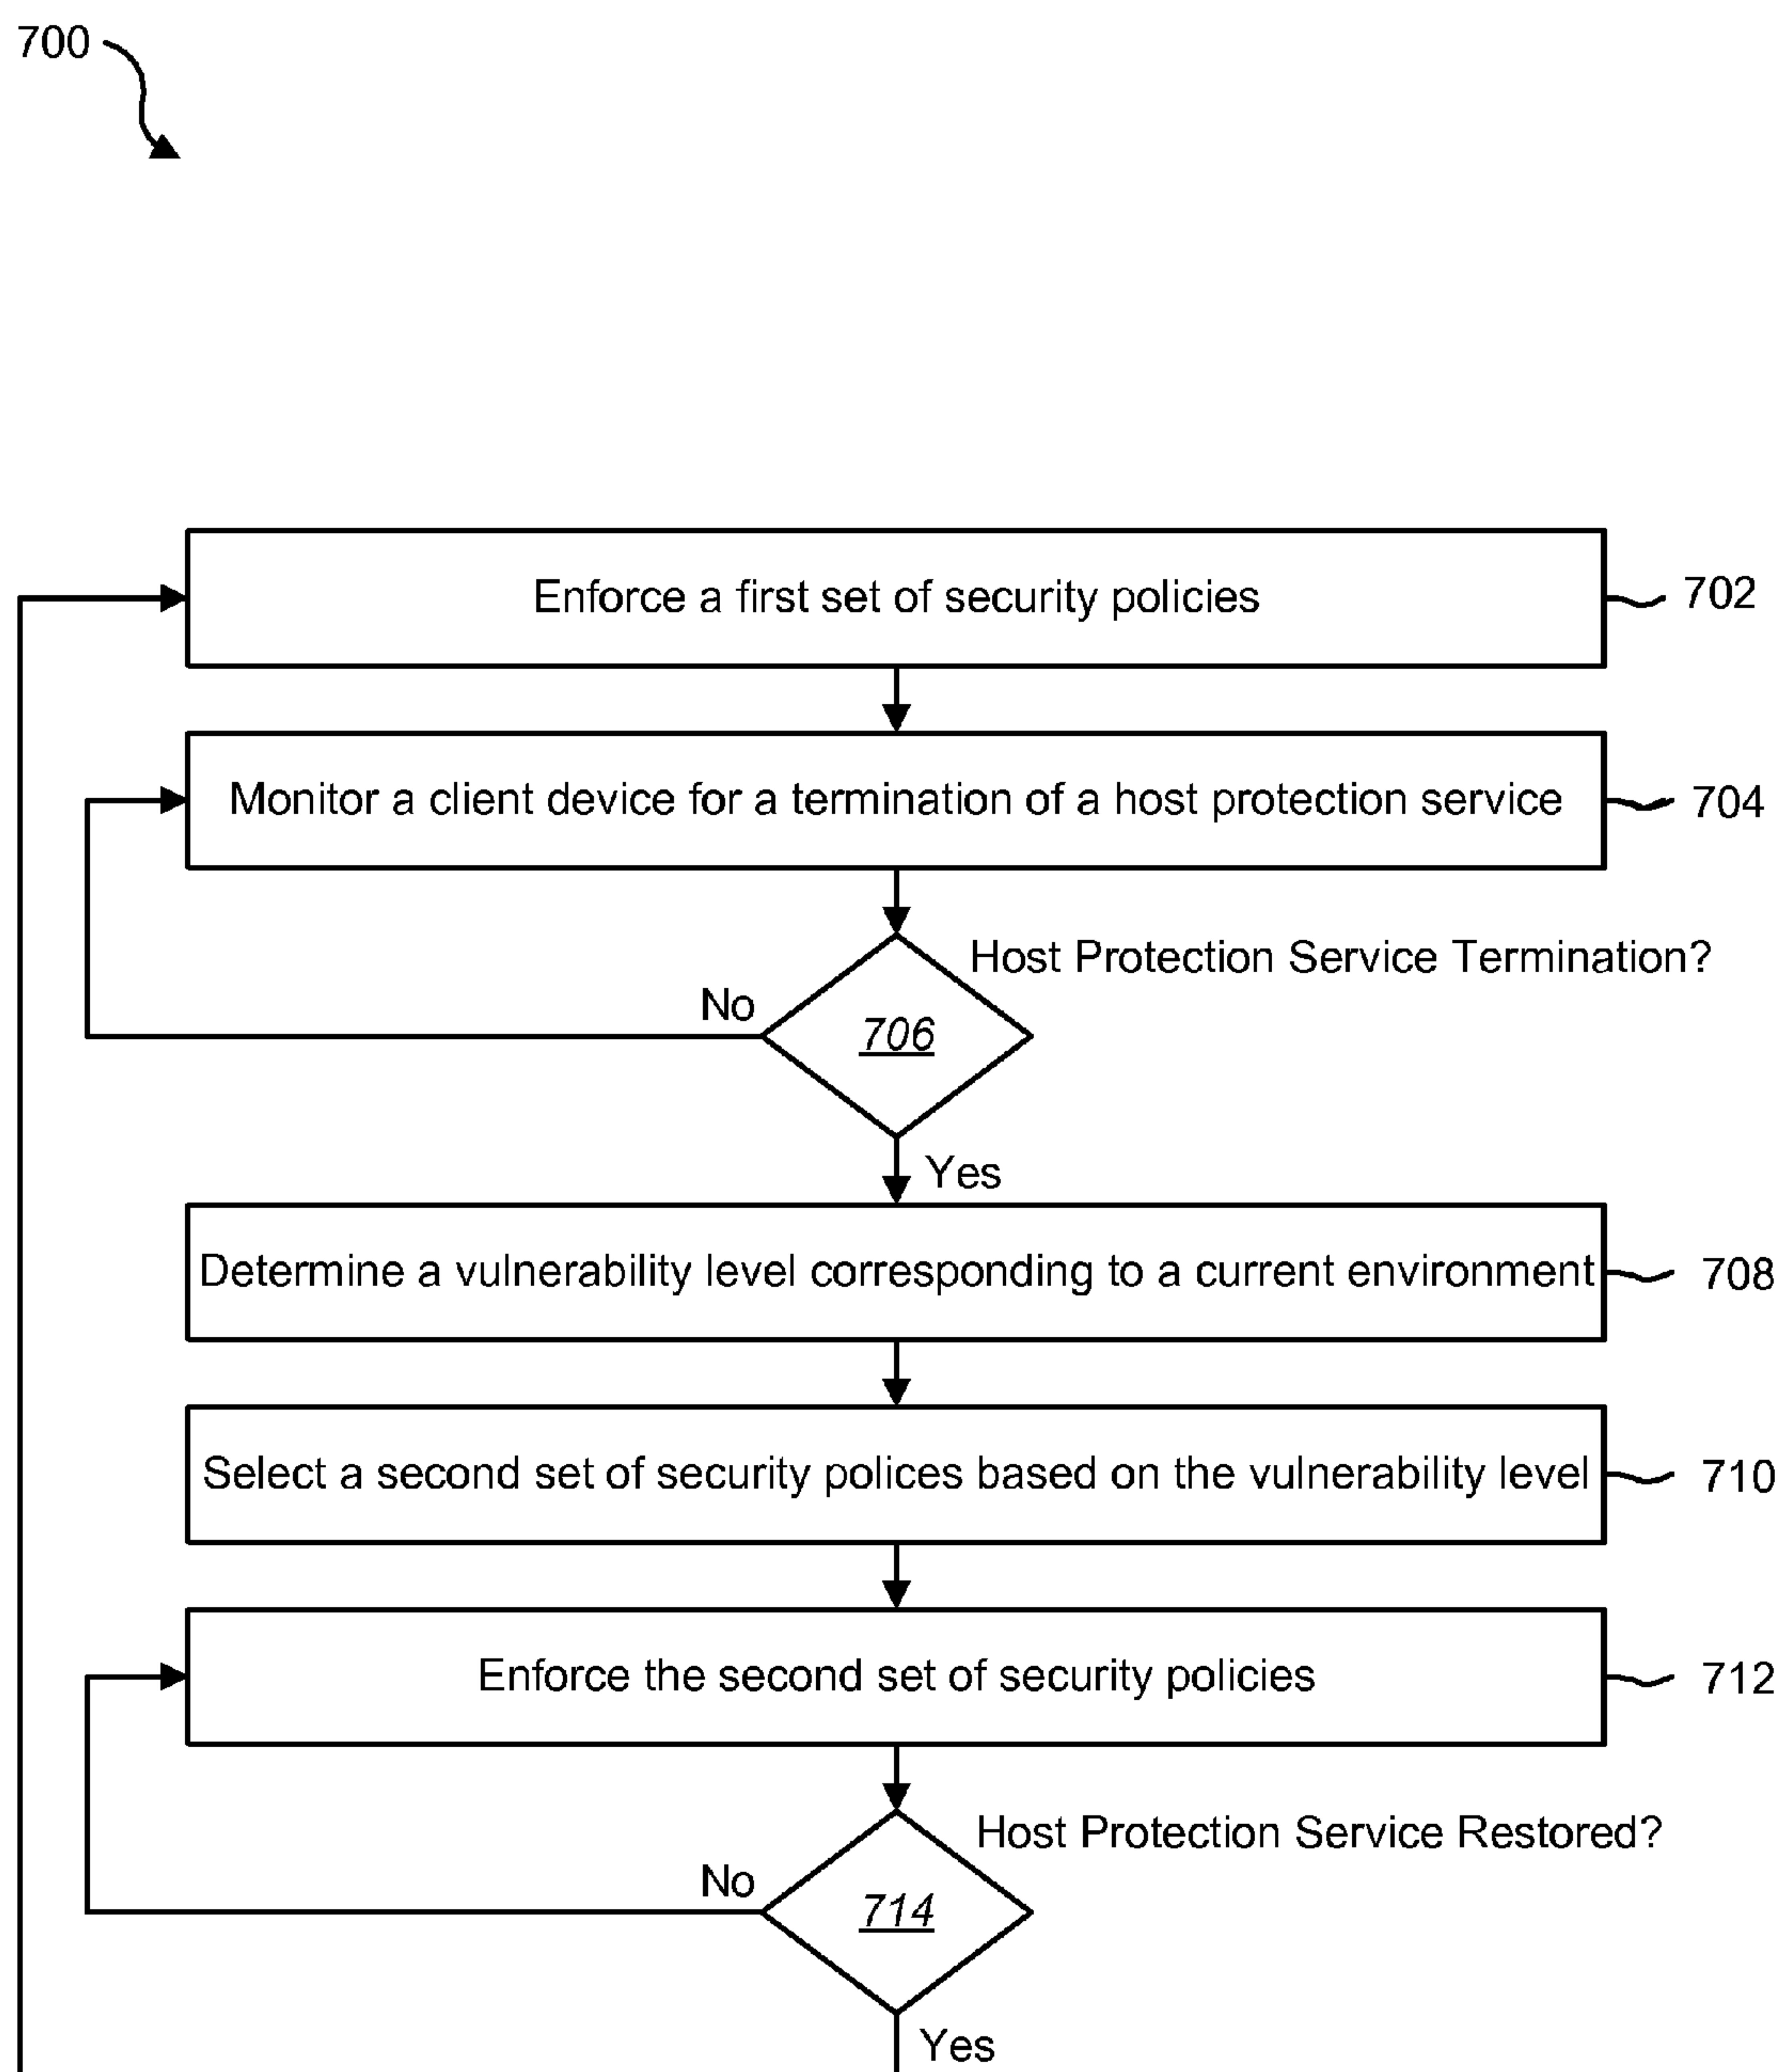 700
Enforce a first set of security policies
702
Monitor a client device for a termination of a host protection service
704
Host Protection Service Termination?
No
706
Yes
Determine a vulnerability level corresponding to a current environment
708
Select a second set of security polices based on the vulnerability level
710
Enforce the second set of security policies
712
Host Protection Service Restored?
No
714
Yes